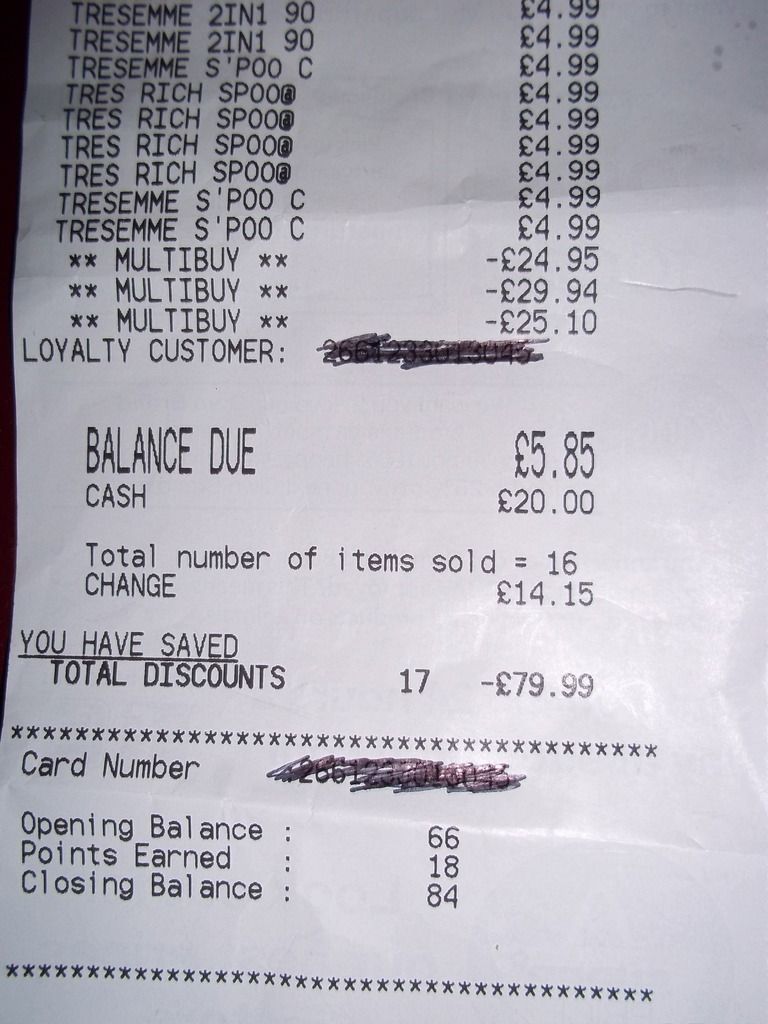 TRESEMME 2IN1 90 £4.99
TRESEMME 2IN1 90 £4.99
TRESEMME S'POO C £4.99
TRES RICH SPOO@ £4.99
TRES RICH SPOO@ £4.99
TRES RICH SPOO@ £4.99
TRES RICH SPOO@ £4.99
TRESEMME S'POO C £4.99
TRESEMME S'POO C £4.99
** MULTIBUY ** -£24.95
** MULTIBUY ** -£29.94
** MULTIBUY ** -£25.10
LOYALTY CUSTOMER:
BALANCE DUE £5.85
CASH £20.00
Total number of items sold = 16
CHANGE £14.15
YOU HAVE SAVED
TOTAL DISCOUNTS 17 -£79.99
*****************************************
Card Number
Opening Balance : 66
Points Earned : 18
Closing Balance : 84
*****************************************